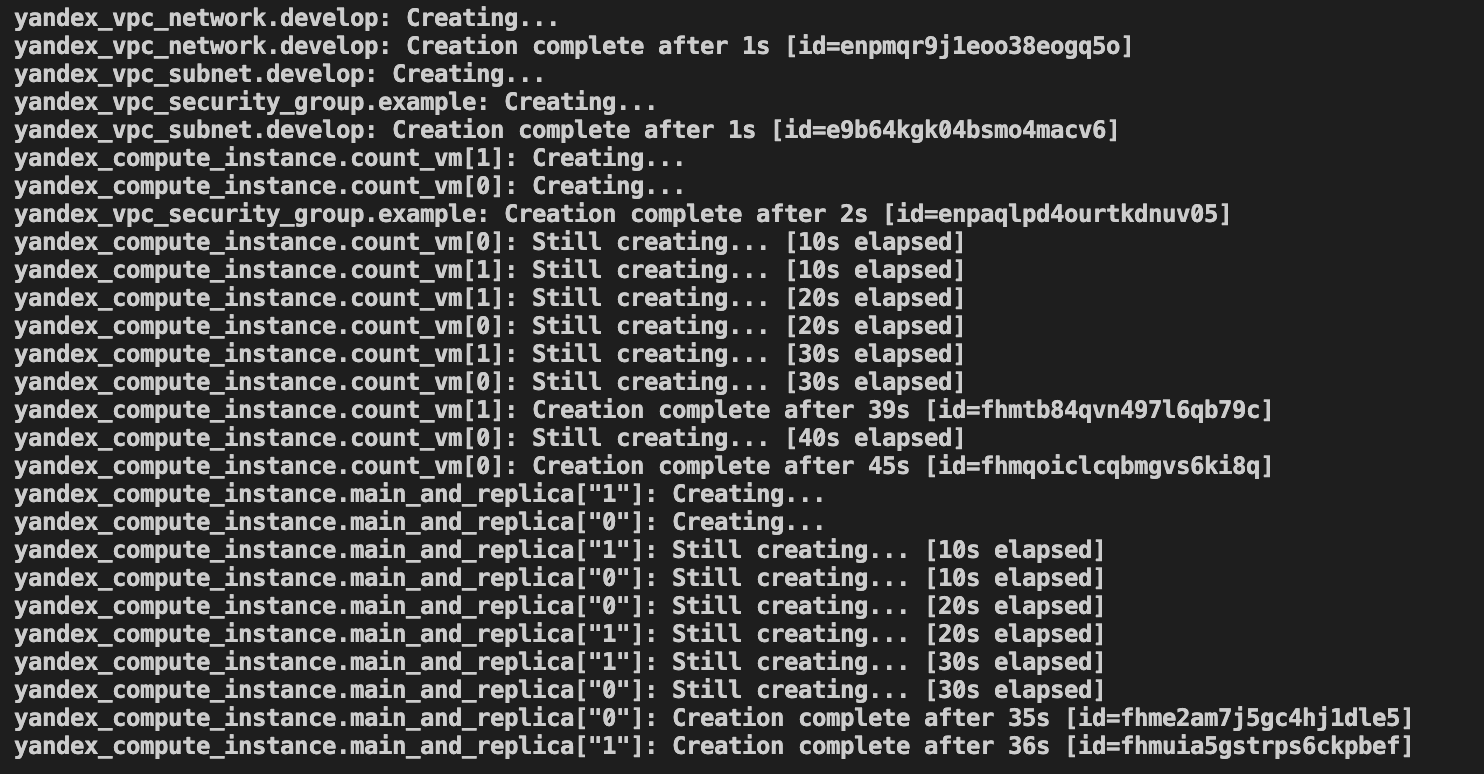 yandex_vpc_network.develop: Creating...
yandex_vpc_network.develop: Creation complete after 1s [id=enpmqr9j1eoo38eogq5o]
yandex_vpc_subnet.develop: Creating...
yandex_vpc_security_group.example: Creating...
yandex_vpc_subnet.develop: Creation complete after 1s [id=e9b64kgk04bsmo4macv6]
yandex_compute_instance.count_vm[1]: Creating...
yandex_compute_instance.count_vm[0]: Creating...
yandex_vpc_security_group.example: Creation complete after 2s [id=enpaqlpd4ourtkdnuv05]
yandex_compute_instance.count_vm[0]: Still creating... [10s elapsed]
yandex_compute_instance.count_vm[1]: Still creating... [10s elapsed]
yandex_compute_instance.count_vm[1]: Still creating... [20s elapsed]
yandex_compute_instance.count_vm[0]: Still creating... [20s elapsed]
yandex_compute_instance.count_vm[1]: Still creating... [30s elapsed]
yandex_compute_instance.count_vm[0]: Still creating... [30s elapsed]
yandex_compute_instance.count_vm[1]: Creation complete after 39s [id=fhmtb84qvn497l6qb79c]
yandex_compute_instance.count_vm[0]: Still creating... [40s elapsed]
yandex_compute_instance.count_vm[0]: Creation complete after 45s [id=fhmqoiclcqbmgvs6ki8q]
yandex_compute_instance.main_and_replica["1"]: Creating...
yandex_compute_instance.main_and_replica["0"]: Creating...
yandex_compute_instance.main_and_replica["1"]: Still creating... [10s elapsed]
yandex_compute_instance.main_and_replica["0"]: Still creating... [10s elapsed]
yandex_compute_instance.main_and_replica["0"]: Still creating... [20s elapsed]
yandex_compute_instance.main_and_replica["1"]: Still creating... [20s elapsed]
yandex_compute_instance.main_and_replica["1"]: Still creating... [30s elapsed]
yandex_compute_instance.main_and_replica["0"]: Still creating... [30s elapsed]
yandex_compute_instance.main_and_replica["0"]: Creation complete after 35s [id=fhme2am7j5gc4hj1dle5]
yandex_compute_instance.main_and_replica["1"]: Creation complete after 36s [id=fhmuia5gstrps6ckpbef]